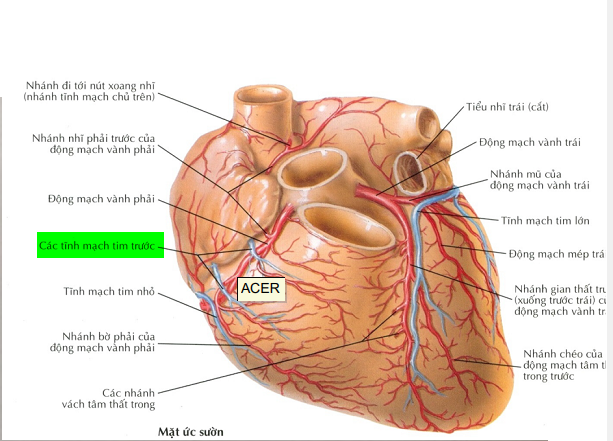 Nhánh đi tới nút xoang nhĩ
(nhánh tĩnh mạch chủ trên)
Nhánh nhĩ phải trước của
động mạch vành phải
Động mạch vành phải
Các tĩnh mạch tim trước
ACER
Tĩnh mạch tim nhỏ
Nhánh bờ phải của
động mạch vành phải
Các nhánh
vách tâm thất trong
Mặt ức sườn
Tiểu nhĩ trái (cắt)
Động mạch vành trái
Nhánh mũ của
động mạch vành trái
Tĩnh mạch tim lớn
Động mạch mép trá
Nhánh gian thất trư
(xuống trước trái) c
động mạch vành tr
Nhánh chéo của
động mạch tâm th
trong trước